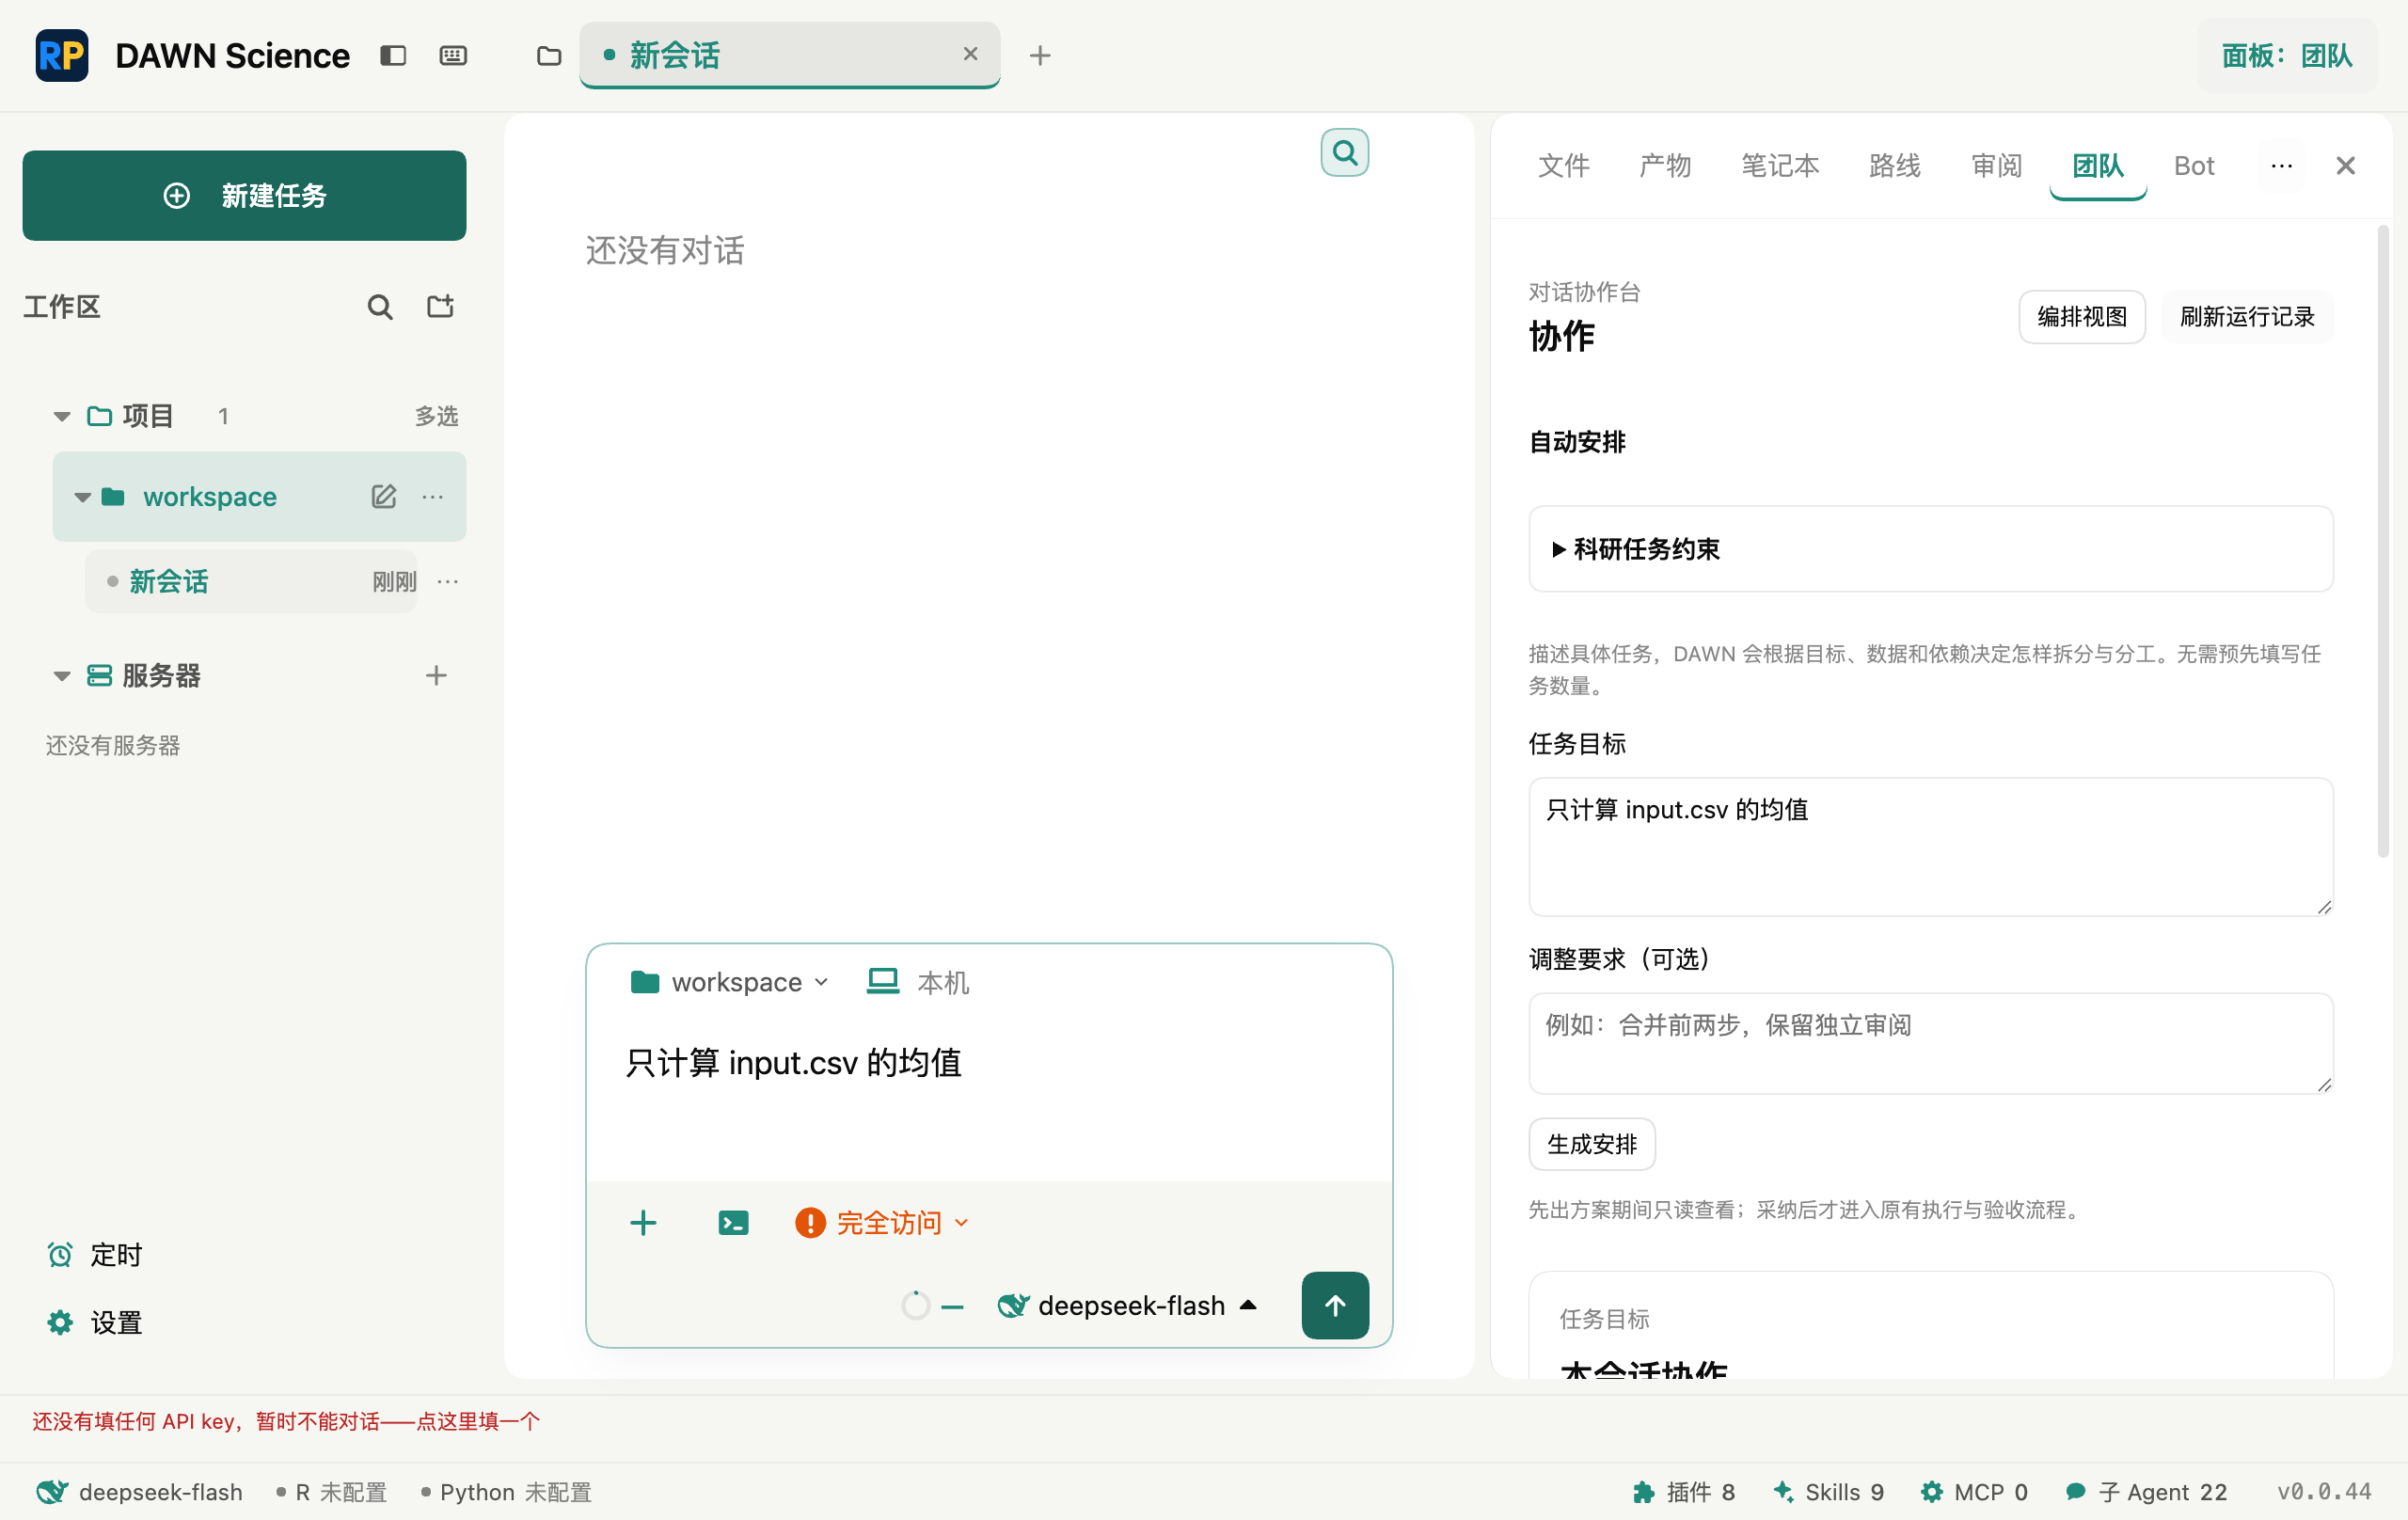 RP DAWN Science
新会话
面板：团队
新建任务
工作区
项目 1 多选
workspace
新会话 刚刚
服务器
还没有服务器
定时
设置
还没有对话
workspace 本机
只计算 input.csv 的均值
完全访问
deepseek-flash
文件 产物 笔记本 路线 审阅 团队 Bot
对话协作台
协作
编排视图 刷新运行记录
自动安排
科研任务约束
描述具体任务，DAWN 会根据目标、数据和依赖决定怎样拆分与分工。无需预先填写任
务数量。
任务目标
只计算 input.csv 的均值
调整要求（可选）
例如：合并前两步，保留独立审阅
生成安排
先出方案期间只读查看；采纳后才进入原有执行与验收流程。
任务目标
本会话协作
还没有填任何 API key，暂时不能对话——点这里填一个
deepseek-flash R 未配置 Python 未配置
插件 8 Skills 9 MCP 0 子 Agent 22 v0.0.44